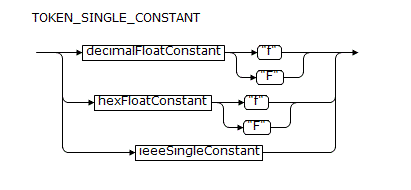 TOKEN_SINGLE_CONSTANT
decimalFloatConstant "f"
"F"
hexFloatConstant "f"
"F"
ieeeSingleConstant